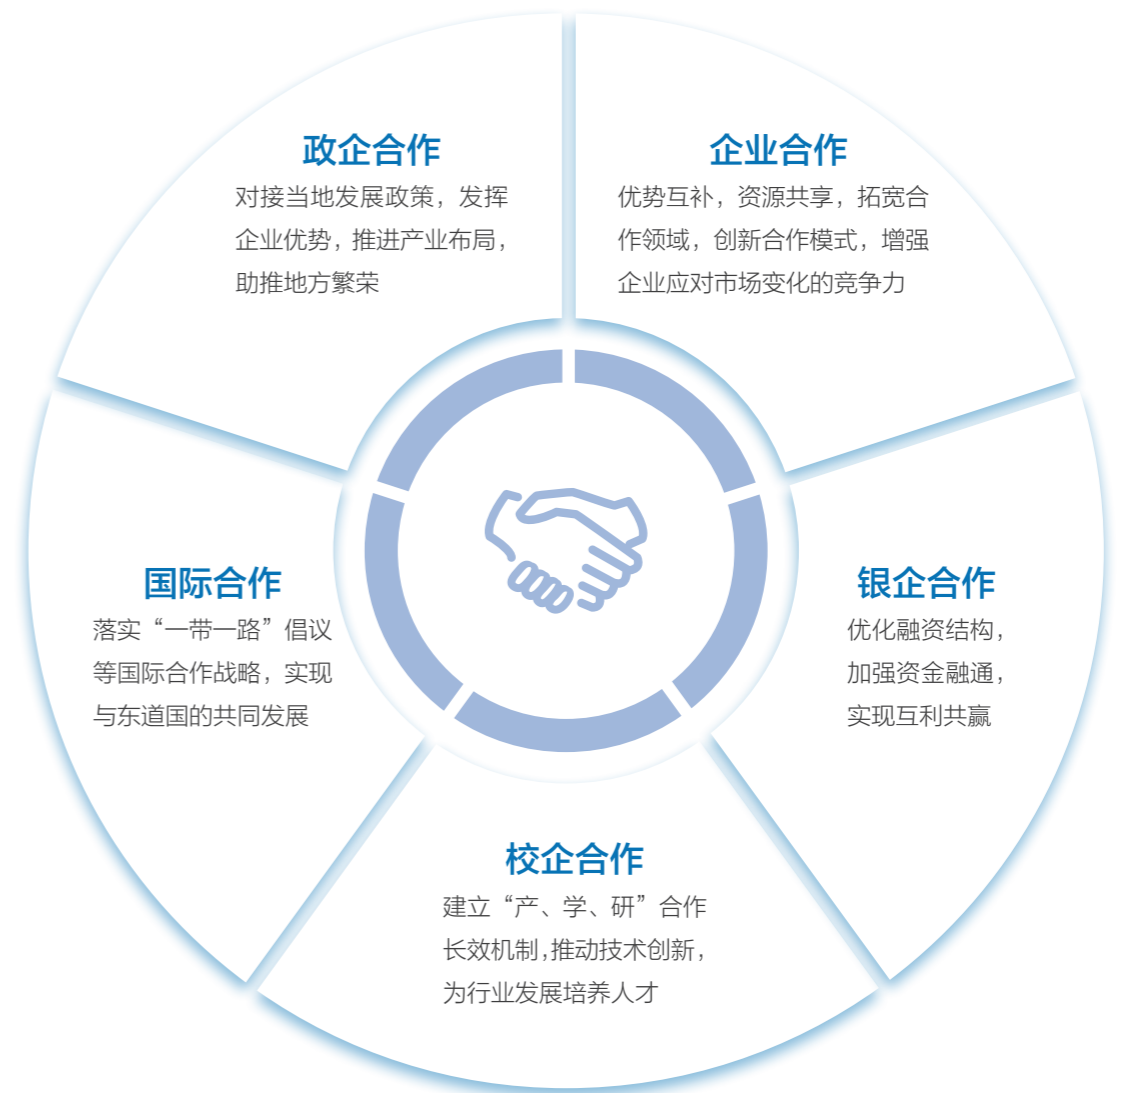 政企合作
对接当地发展政策，发挥
企业优势，推进产业布局，
助推地方繁荣
企业合作
优势互补，资源共享，拓宽合
作领域，创新合作模式，增强
企业应对市场变化的竞争力
国际合作
落实“一带一路”倡议
等国际合作战略，实现
与东道国的共同发展
银企合作
优化融资结构，
加强资金融通，
实现互利共赢
校企合作
建立“产、学、研”合作
长效机制，推动技术创新，
为行业发展培养人才